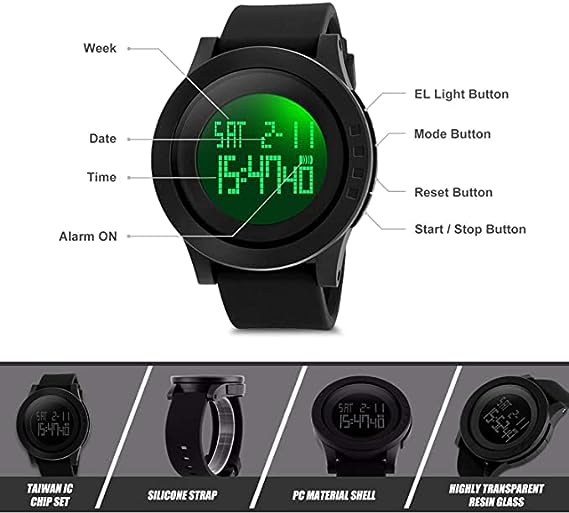 Week
EL Light Button
Date
Mode Button
Time
Reset Button
Alarm ON
Start / Stop Button
SAT 2-11
15:47 40
SAT 2-11
15:47 40
SAT 2-11
15:47 40
TAIWAN IC
CHIP SET
SILICONE STRAP
PC MATERIAL SHELL
HIGHLY TRANSPARENT
RESIN GLASS